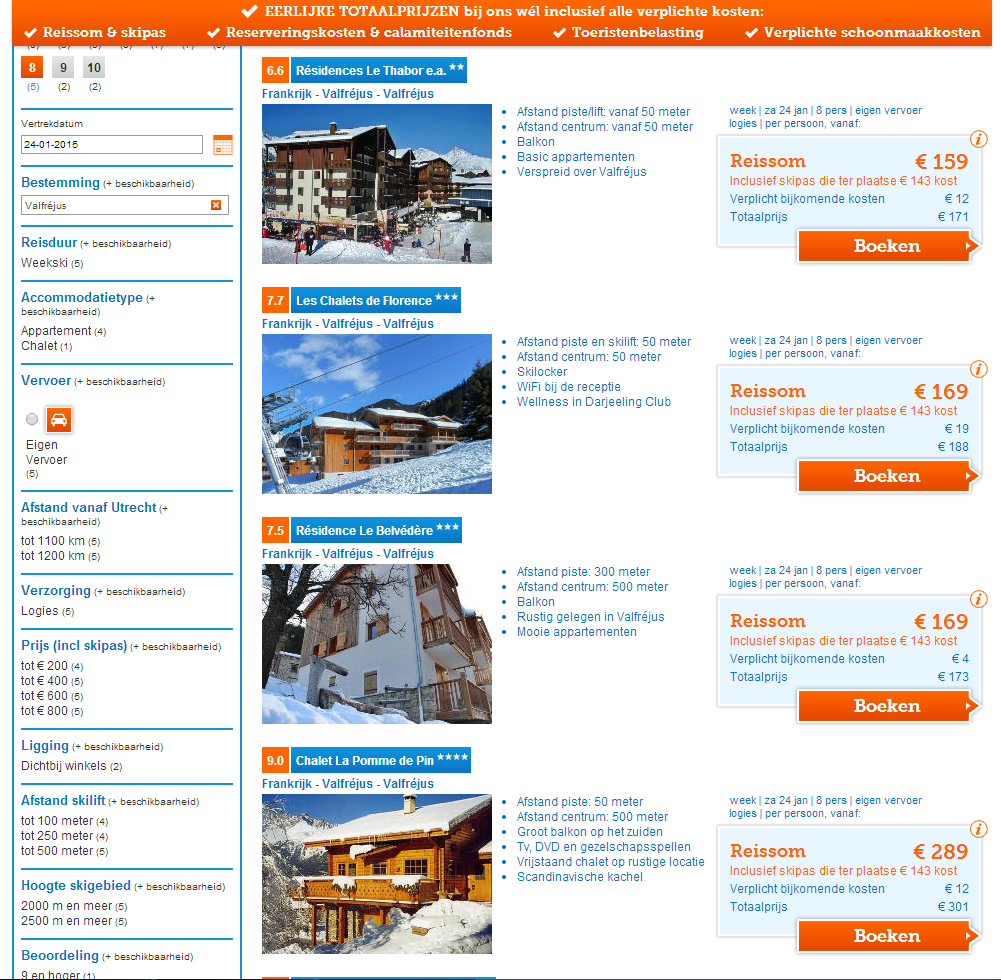 EERLIJKE TOTAALPRIJZEN bij ons wél inclusief alle verplichte kosten:
Reissom & skipas
Reserveringskosten & calamiteitenfonds
Toeristenbelasting
Verplichte schoonmaakkosten
8 9 10
(5) (2) (2)
Vertrekdatum
24-01-2015
Bestemming (+ beschikbaarheid)
Valfréjus
Reisduur (+ beschikbaarheid)
Weekski (5)
Accommodatietype (+
beschikbaarheid)
Appartement (4)
Chalet (1)
Vervoer (+ beschikbaarheid)
Eigen
Vervoer
(5)
Afstand vanaf Utrecht (+
beschikbaarheid)
tot 1100 km (5)
tot 1200 km (5)
Verzorging (+ beschikbaarheid)
Logies (5)
Prijs (incl skipas) (+ beschikbaarheid)
tot € 200 (4)
tot € 400 (5)
tot € 600 (5)
tot € 800 (5)
Ligging (+ beschikbaarheid)
Dichtbij winkels (2)
Afstand skilift (+ beschikbaarheid)
tot 100 meter (4)
tot 250 meter (4)
tot 500 meter (5)
Hoogte skigebied (+ beschikbaarheid)
2000 m en meer (5)
2500 m en meer (5)
Beoordeling (+ beschikbaarheid)
9 en hoger (1)
6.6 Résidences Le Thabor e.a. ★★
Frankrijk - Valfréjus - Valfréjus
• Afstand piste/lift: vanaf 50 meter
• Afstand centrum: vanaf 50 meter
• Balkon
• Basic appartementen
• Verspreid over Valfréjus
week | za 24 jan | 8 pers | eigen vervoer
logies | per persoon, vanaf:
i
Reissom € 159
Inclusief skipas die ter plaatse € 143 kost
Verplicht bijkomende kosten € 12
Totaalprijs € 171
Boeken
7.7 Les Chalets de Florence ★★★
Frankrijk - Valfréjus - Valfréjus
• Afstand piste en skilift: 50 meter
• Afstand centrum: 50 meter
• Skilocker
• WiFi bij de receptie
• Wellness in Darjeeling Club
week | za 24 jan | 8 pers | eigen vervoer
logies | per persoon, vanaf:
i
Reissom € 169
Inclusief skipas die ter plaatse € 143 kost
Verplicht bijkomende kosten € 19
Totaalprijs € 188
Boeken
7.5 Résidence Le Belvédère ★★★
Frankrijk - Valfréjus - Valfréjus
• Afstand piste: 300 meter
• Afstand centrum: 500 meter
• Balkon
• Rustig gelegen in Valfréjus
• Mooie appartementen
week | za 24 jan | 8 pers | eigen vervoer
logies | per persoon, vanaf:
i
Reissom € 169
Inclusief skipas die ter plaatse € 143 kost
Verplicht bijkomende kosten € 4
Totaalprijs € 173
Boeken
9.0 Chalet La Pomme de Pin ★★★★
Frankrijk - Valfréjus - Valfréjus
• Afstand piste: 50 meter
• Afstand centrum: 500 meter
• Groot balkon op het zuiden
• Tv, DVD en gezelschapsspellen
• Vrijstaand chalet op rustige locatie
• Scandinavische kachel
week | za 24 jan | 8 pers | eigen vervoer
logies | per persoon, vanaf:
i
Reissom € 289
Inclusief skipas die ter plaatse € 143 kost
Verplicht bijkomende kosten € 12
Totaalprijs € 301
Boeken